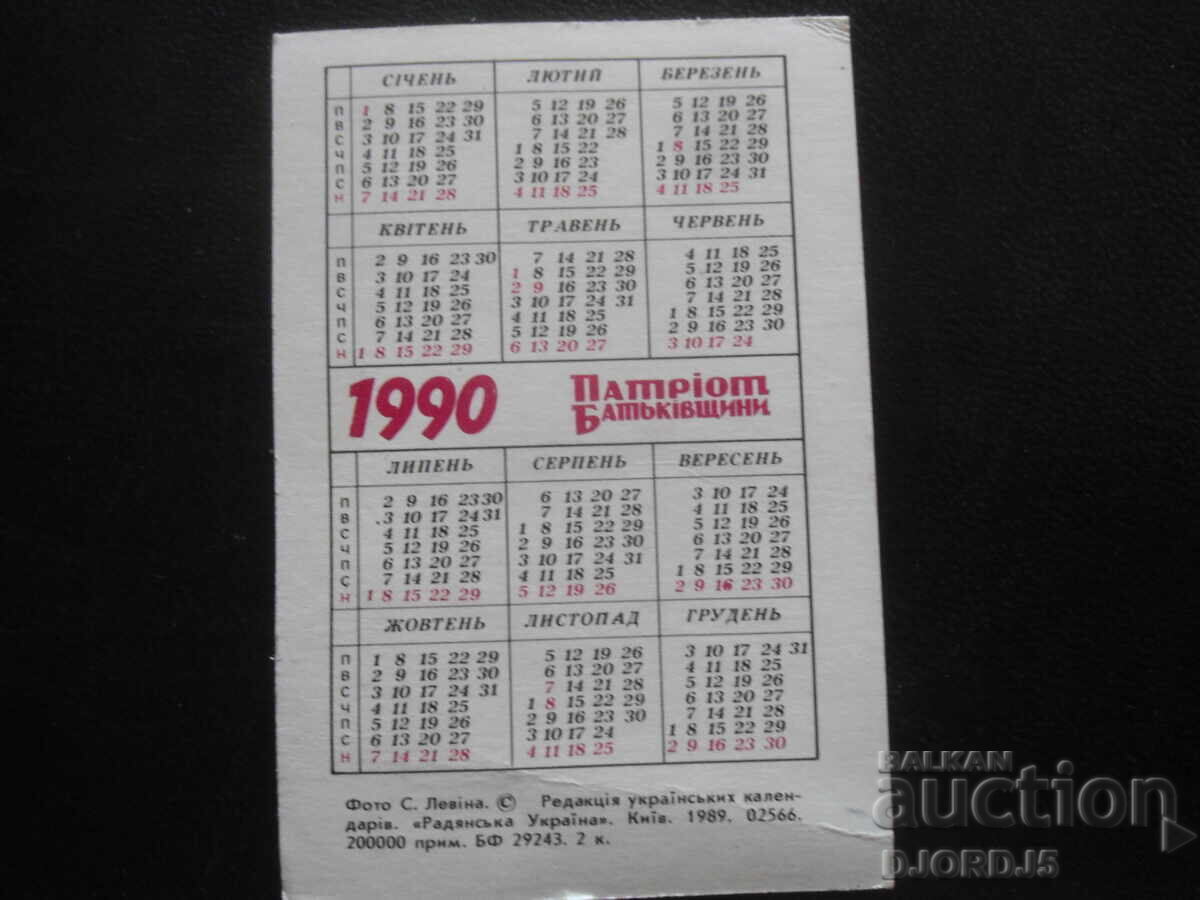 СІЧЕНЬ ЛЮТИЙ БЕРЕЗЕНЬ
П 1 8 15 22 29 5 12 19 26 5 12 19 26
В 2 9 16 23 30 6 13 20 27 6 13 20 27
С 3 10 17 24 31 7 14 21 28 7 14 21 28
Ч 4 11 18 25 1 8 15 22 1 8 15 22 29
П 5 12 19 26 2 9 16 23 2 9 16 23 30
С 6 13 20 27 3 10 17 24 3 10 17 24 31
Н 7 14 21 28 4 11 18 25 4 11 18 25
КВІТЕНЬ ТРАВЕНЬ ЧЕРВЕНЬ
П 2 9 16 23 30 7 14 21 28 4 11 18 25
В 3 10 17 24 1 8 15 22 29 5 12 19 26
С 4 11 18 25 2 9 16 23 30 6 13 20 27
Ч 5 12 19 26 3 10 17 24 31 7 14 21 28
П 6 13 20 27 4 11 18 25 1 8 15 22 29
С 7 14 21 28 5 12 19 26 2 9 16 23 30
Н 1 8 15 22 29 6 13 20 27 3 10 17 24
1990 Патріот
Батьківщини
ЛИПЕНЬ СЕРПЕНЬ ВЕРЕСЕНЬ
П 2 9 16 23 30 6 13 20 27 3 10 17 24
В 3 10 17 24 31 7 14 21 28 4 11 18 25
С 4 11 18 25 1 8 15 22 29 5 12 19 26
Ч 5 12 19 26 2 9 16 23 30 6 13 20 27
П 6 13 20 27 3 10 17 24 31 7 14 21 28
С 7 14 21 28 4 11 18 25 1 8 15 22 29
Н 1 8 15 22 29 5 12 19 26 2 9 16 23 30
ЖОВТЕНЬ ЛИСТОПАД ГРУДЕНЬ
П 1 8 15 22 29 5 12 19 26 3 10 17 24 31
В 2 9 16 23 30 6 13 20 27 4 11 18 25
С 3 10 17 24 31 7 14 21 28 5 12 19 26
Ч 4 11 18 25 1 8 15 22 29 6 13 20 27
П 5 12 19 26 2 9 16 23 30 7 14 21 28
С 6 13 20 27 3 10 17 24 1 8 15 22 29
Н 7 14 21 28 4 11 18 25 2 9 16 23 30
Фото С. Левіна. © Редакція українських кален-
дарів. «Радянська Україна». Київ. 1989. 02566.
200000 прим. БФ 29243. 2 к.
BALKAN
auction
DJORDJ5